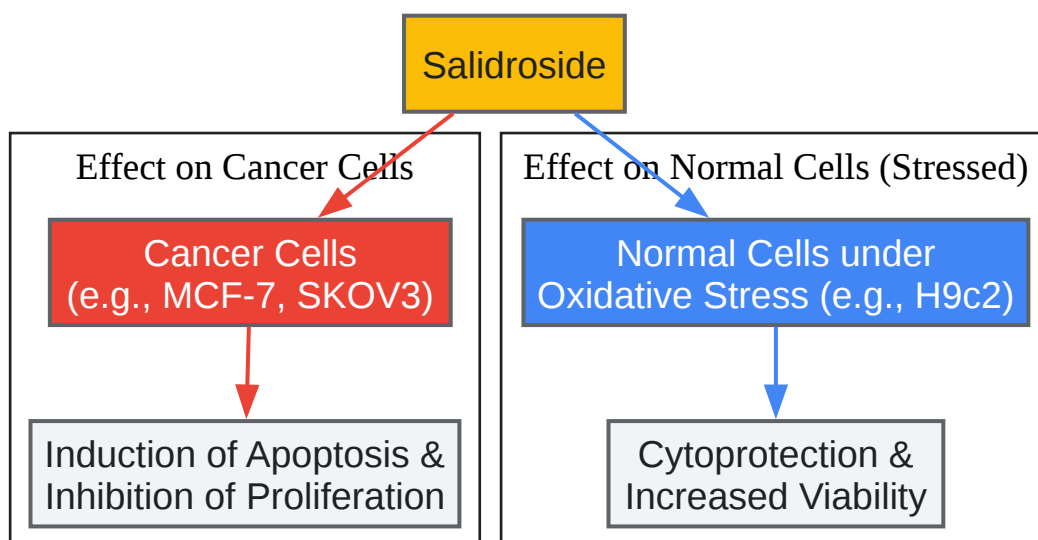 Salidroside
Effect on Cancer Cells
Cancer Cells
(e.g., MCF-7, SKOV3)
Induction of Apoptosis &
Inhibition of Proliferation
Effect on Normal Cells (Stressed)
Normal Cells under
Oxidative Stress (e.g., H9c2)
Cytoprotection &
Increased Viability